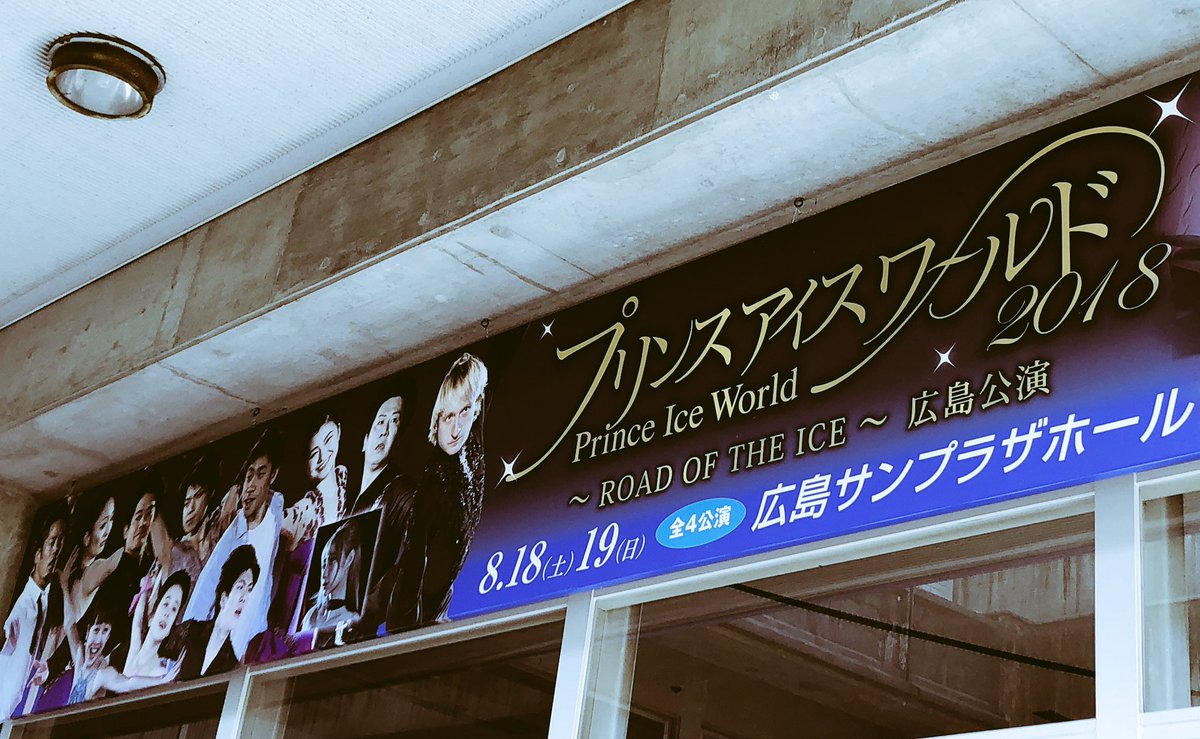 プリンスアイスワールド
2018
Prince Ice World
～ ROAD OF THE ICE ～ 広島公演
8.18(土)19(日) 全4公演 広島サンプラザホール